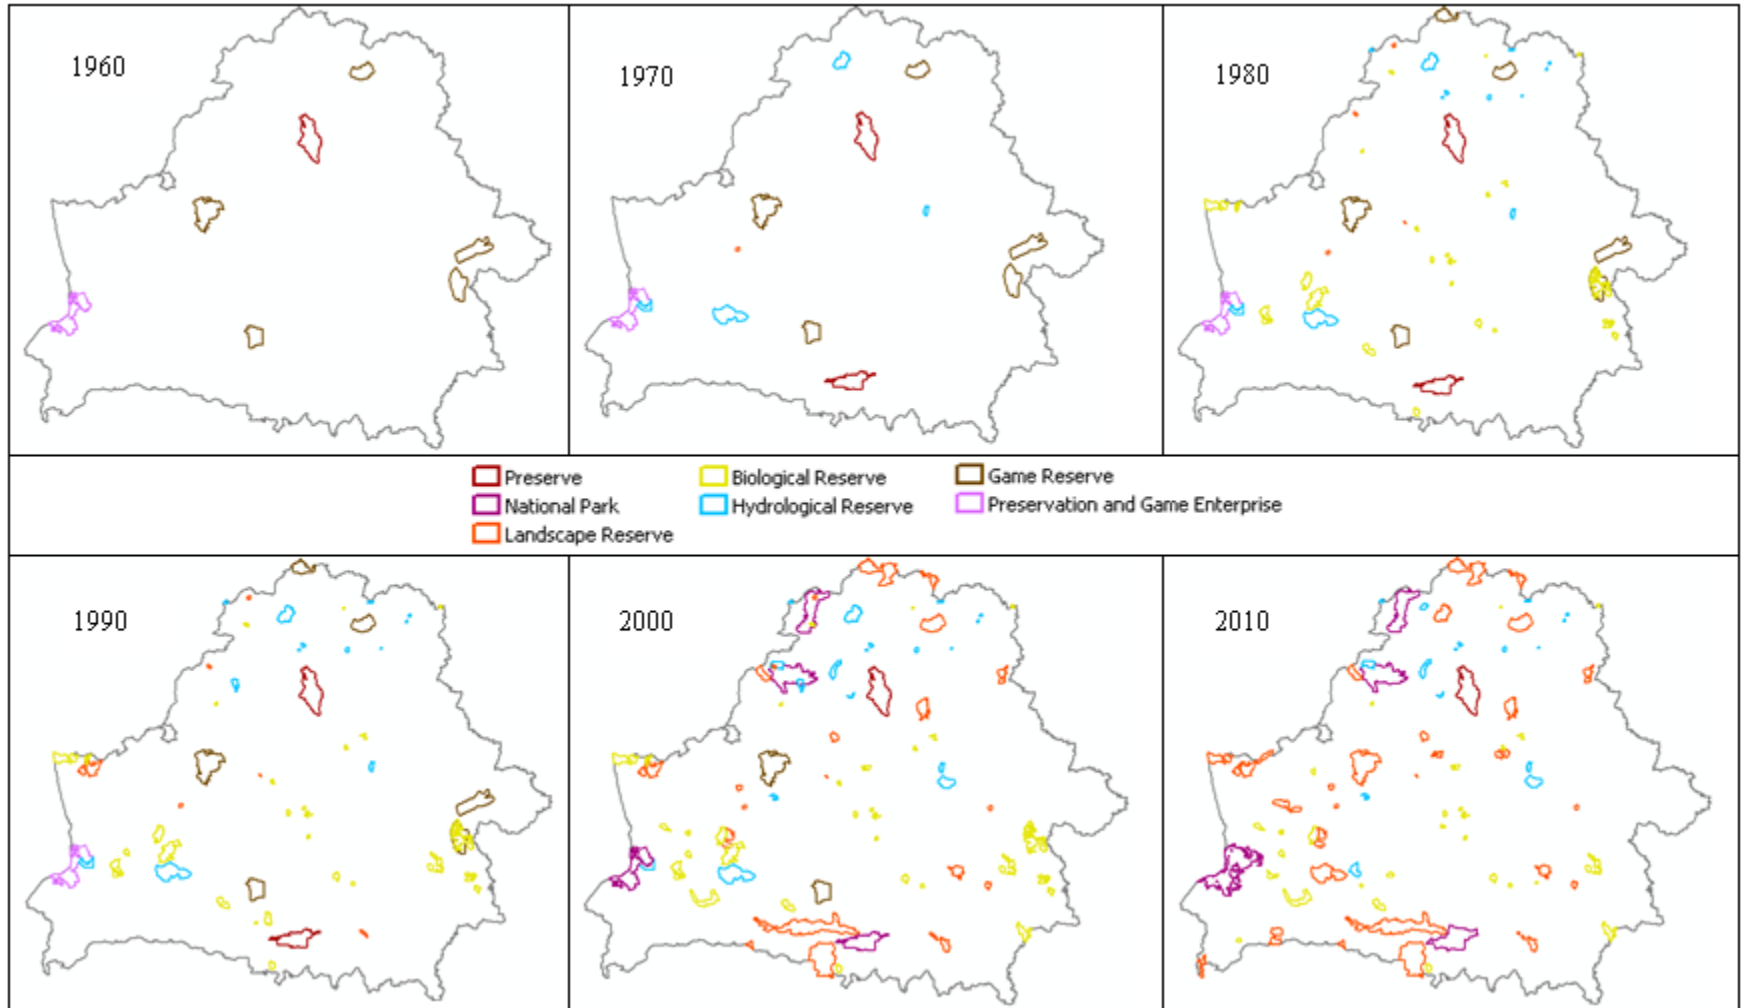 1960
1970
1980
Preserve
Biological Reserve
Game Reserve
National Park
Hydrological Reserve
Preservation and Game Enterprise
Landscape Reserve
1990
2000
2010